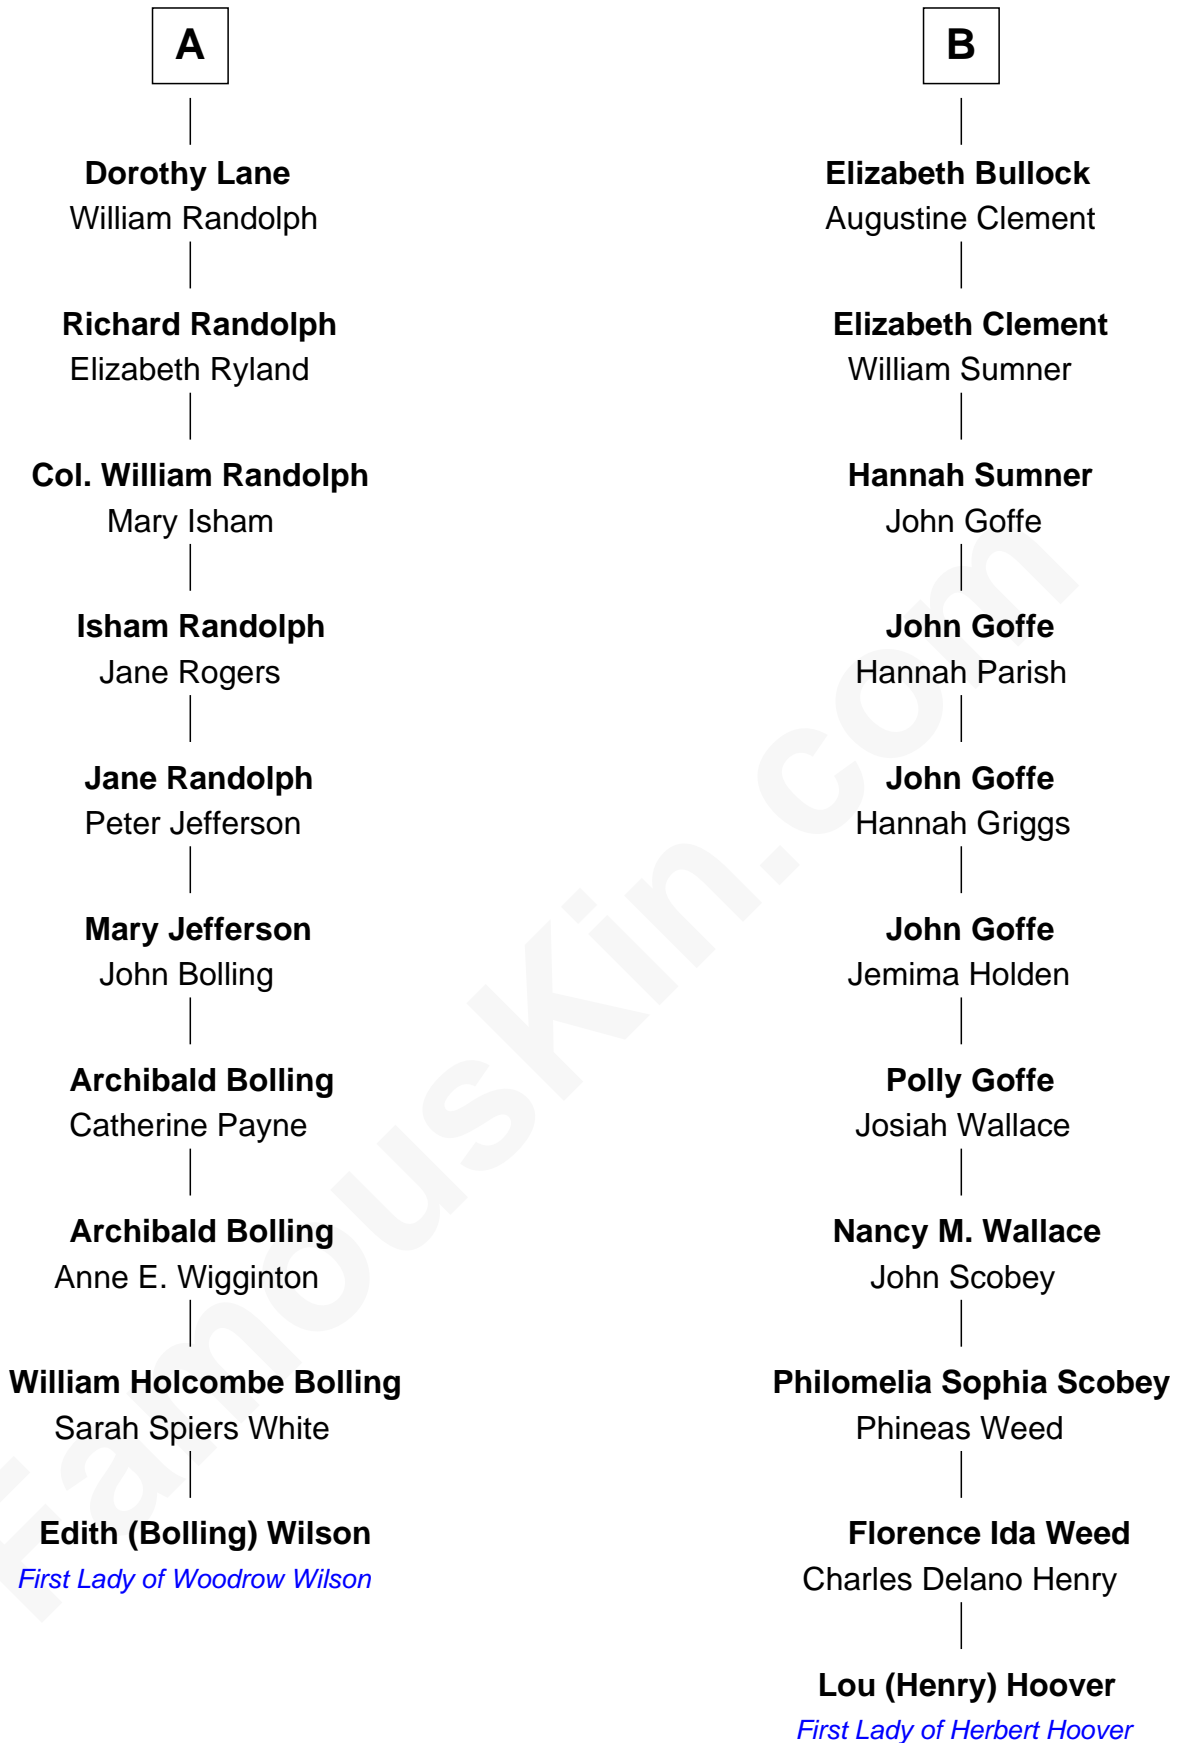 A
Dorothy Lane
William Randolph
Richard Randolph
Elizabeth Ryland
Col. William Randolph
Mary Isham
Isham Randolph
Jane Rogers
Jane Randolph
Peter Jefferson
Mary Jefferson
John Bolling
Archibald Bolling
Catherine Payne
Archibald Bolling
Anne E. Wigginton
William Holcombe Bolling
Sarah Spiers White
Edith (Bolling) Wilson
First Lady of Woodrow Wilson
B
Elizabeth Bullock
Augustine Clement
Elizabeth Clement
William Sumner
Hannah Sumner
John Goffe
John Goffe
Hannah Parish
John Goffe
Hannah Griggs
John Goffe
Jemima Holden
Polly Goffe
Josiah Wallace
Nancy M. Wallace
John Scobey
Philomelia Sophia Scobey
Phineas Weed
Florence Ida Weed
Charles Delano Henry
Lou (Henry) Hoover
First Lady of Herbert Hoover
FamousKin.com